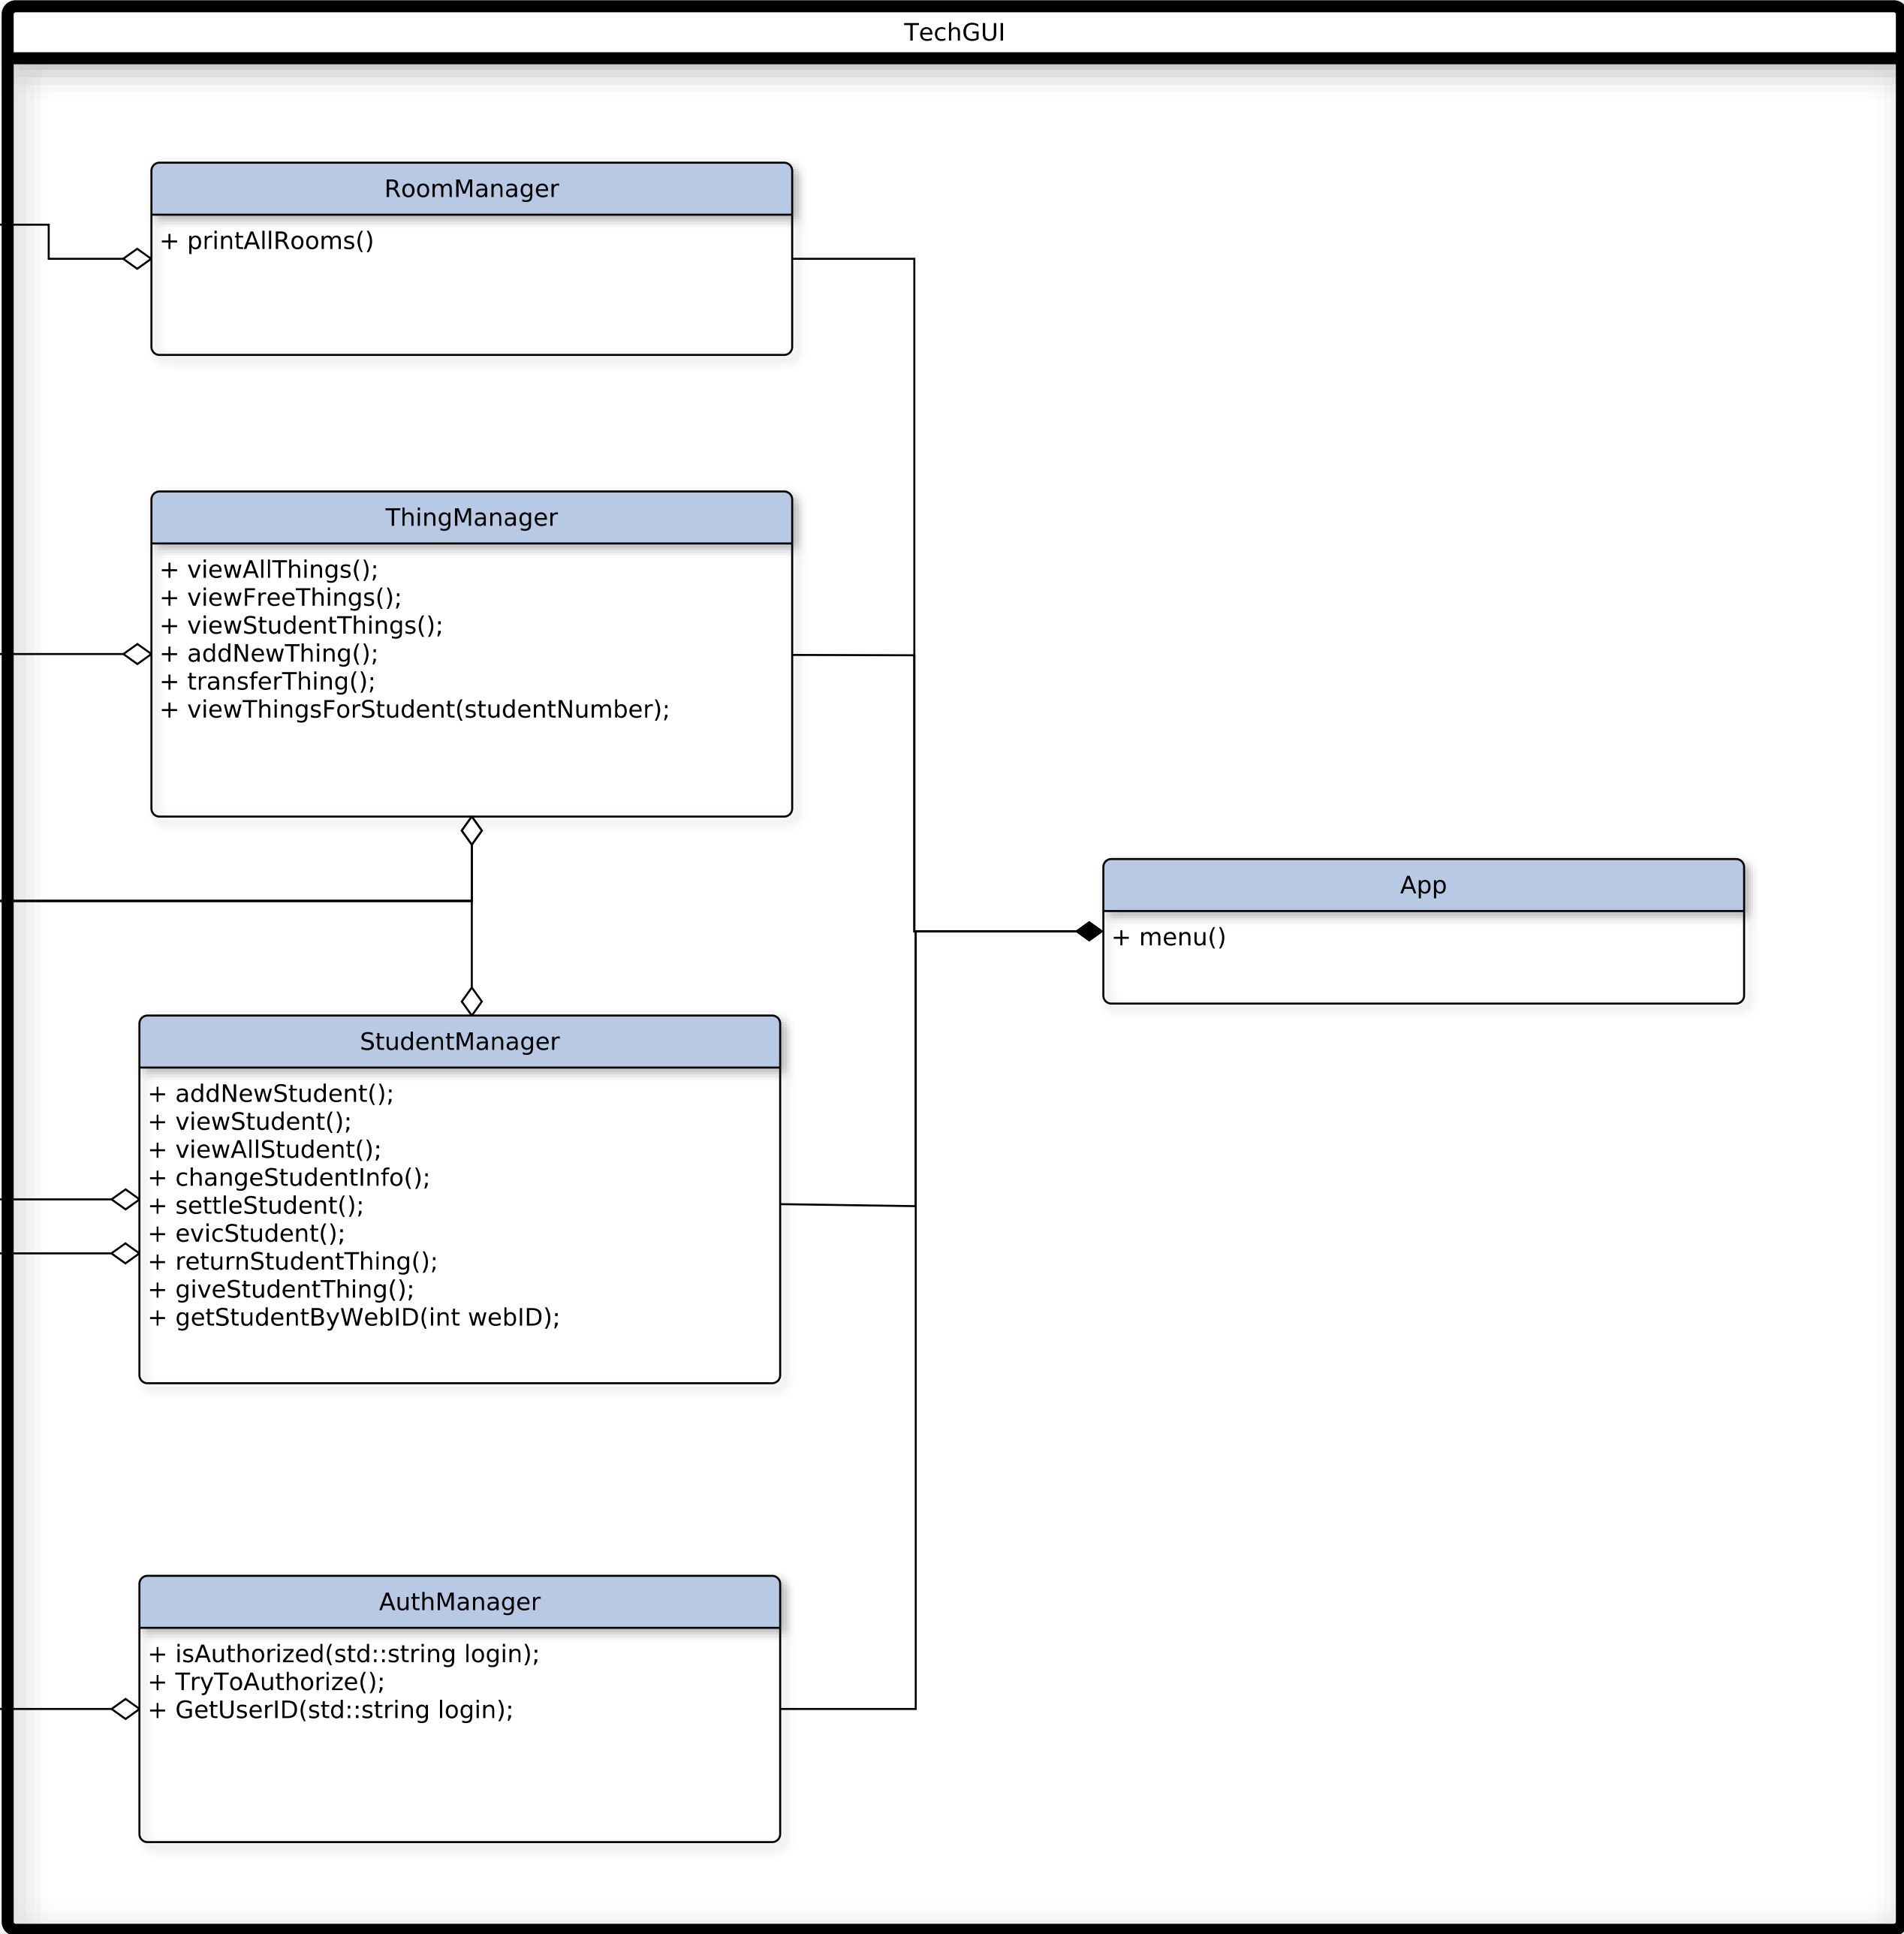 TechGUI
RoomManager
+ printAllRooms()
ThingManager
+ viewAllThings();
+ viewFreeThings();
+ viewStudentThings();
+ addNewThing();
+ transferThing();
+ viewThingsForStudent(studentNumber);
App
+ menu()
StudentManager
+ addNewStudent();
+ viewStudent();
+ viewAllStudent();
+ changeStudentInfo();
+ settleStudent();
+ evicStudent();
+ returnStudentThing();
+ giveStudentThing();
+ getStudentByWebID(int webID);
AuthManager
+ isAuthorized(std::string login);
+ TryToAuthorize();
+ GetUserID(std::string login);